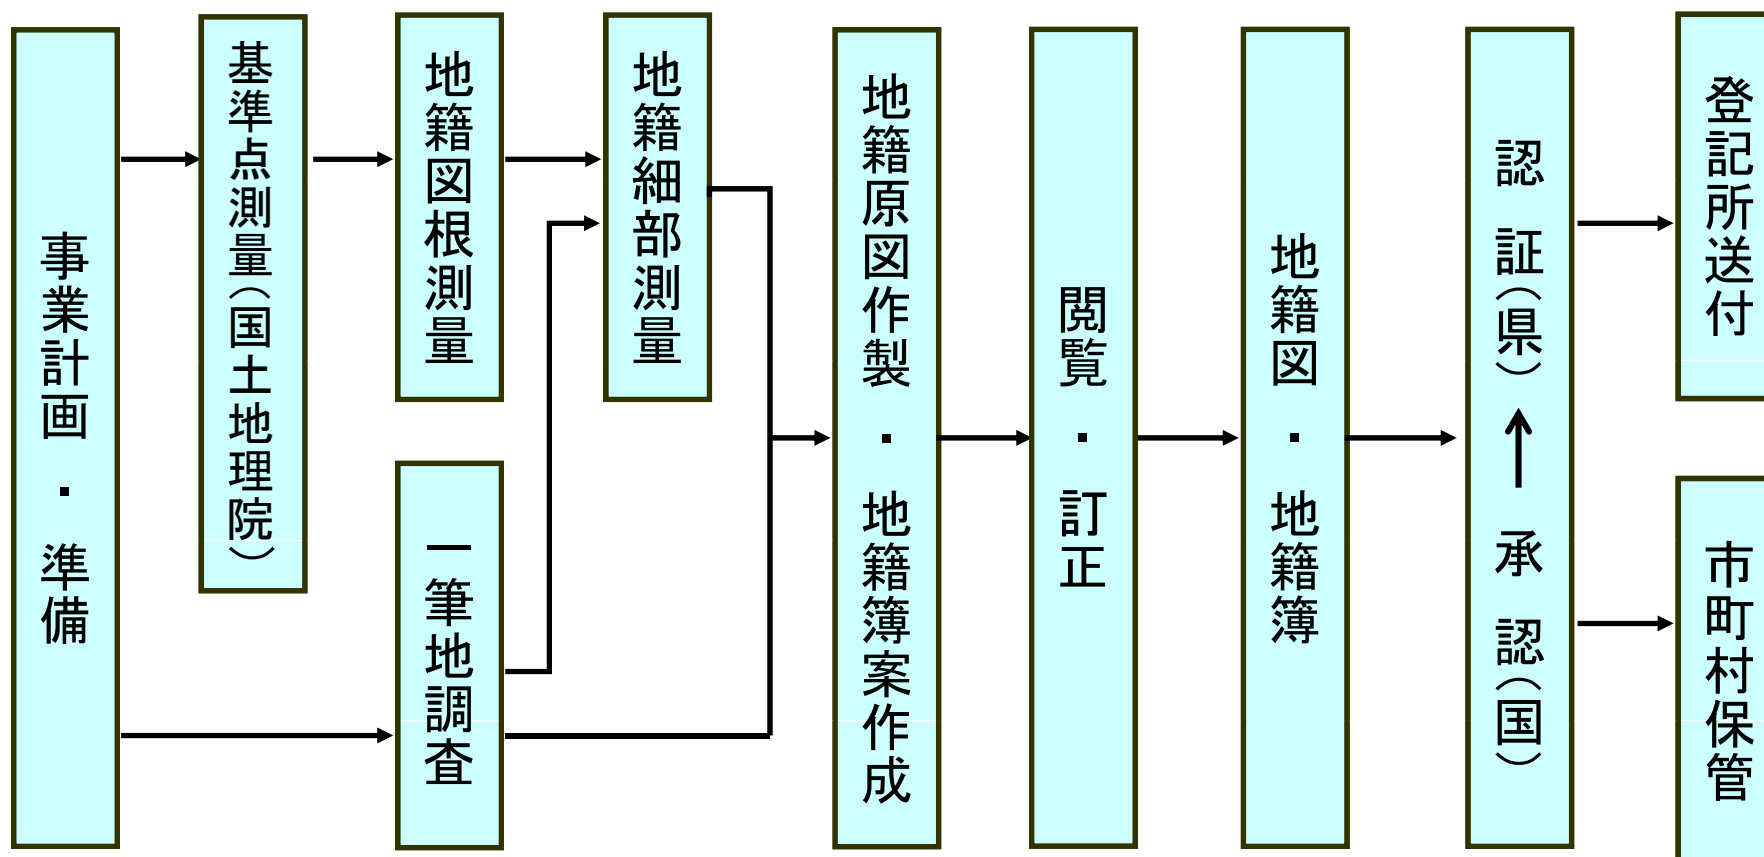 事業計画・準備
基準点測量（国土地理院）
地籍図根測量
一筆地調査
地籍細部測量
地籍原図作製・地籍簿案作成
閲覧・訂正
地籍図・地籍簿
認証（県）
承認（国）
登記所送付
市町村保管